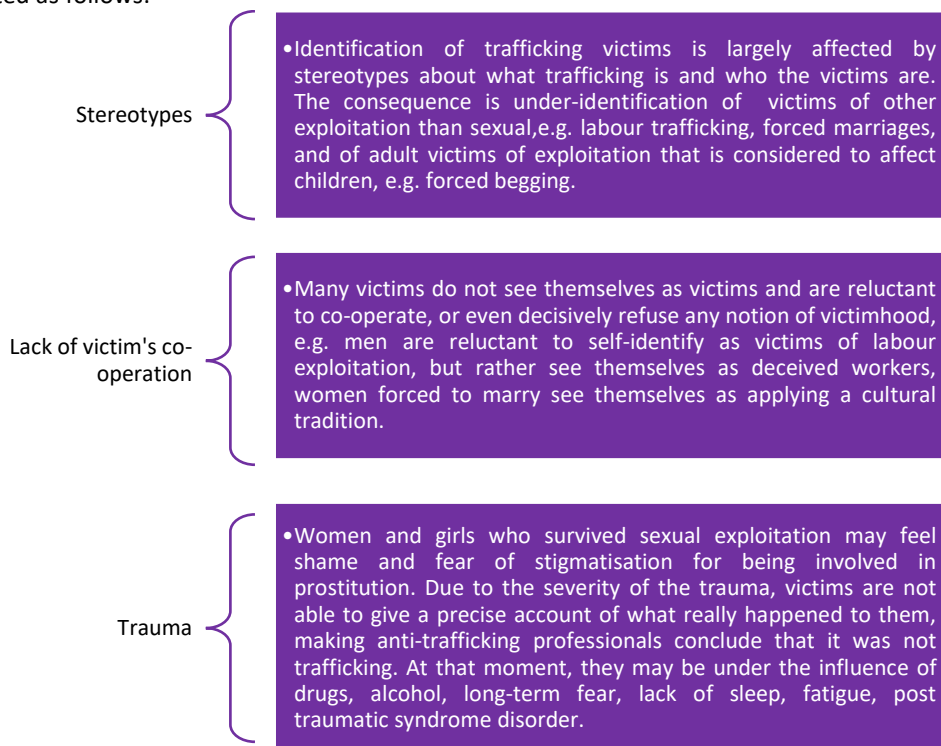 Stereotypes
•Identification of trafficking victims is largely affected by
stereotypes about what trafficking is and who the victims are.
The consequence is under-identification of victims of other
exploitation than sexual,e.g. labour trafficking, forced marriages,
and of adult victims of exploitation that is considered to affect
children, e.g. forced begging.
Lack of victim's co-
operation
•Many victims do not see themselves as victims and are reluctant
to co-operate, or even decisively refuse any notion of victimhood,
e.g. men are reluctant to self-identify as victims of labour
exploitation, but rather see themselves as deceived workers,
women forced to marry see themselves as applying a cultural
tradition.
Trauma
•Women and girls who survived sexual exploitation may feel
shame and fear of stigmatisation for being involved in
prostitution. Due to the severity of the trauma, victims are not
able to give a precise account of what really happened to them,
making anti-trafficking professionals conclude that it was not
trafficking. At that moment, they may be under the influence of
drugs, alcohol, long-term fear, lack of sleep, fatigue, post
traumatic syndrome disorder.